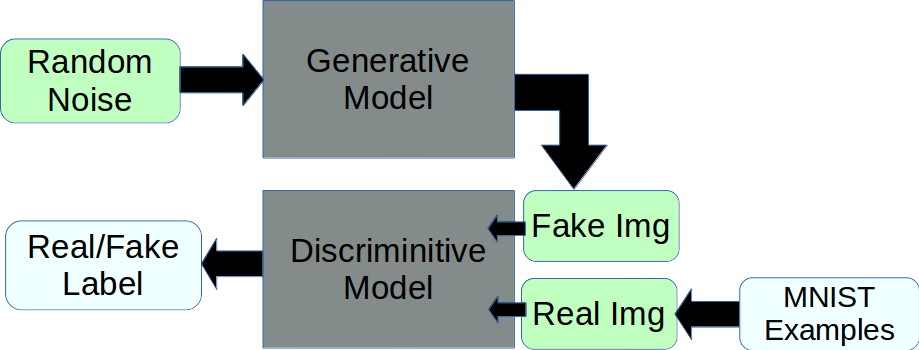 Random
Noise
Generative
Model
Real/Fake
Label
Discriminitive
Model
Fake Img
Real Img
MNIST
Examples